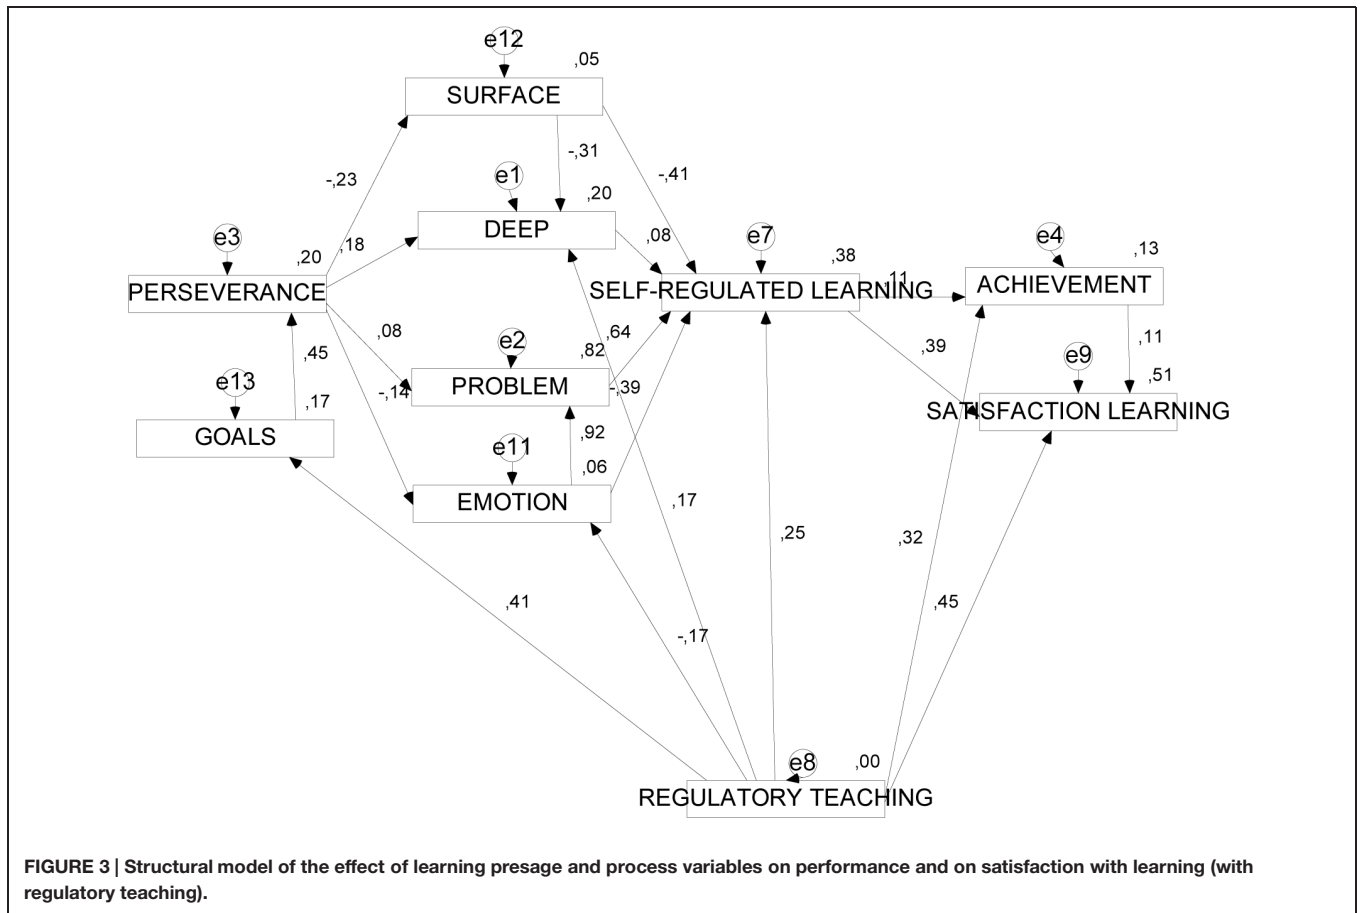 e12
,05
SURFACE
-,31
-,41
-,23
e1
,20
DEEP
,08
e3
,20
,18
PERSEVERANCE
e7
,38
SELF-REGULATED LEARNING
,11
e4
,13
ACHIEVEMENT
,64
,39
,11
,08
e2
,82
PROBLEM
-,39
-,14
,45
e9
,51
SATISFACTION LEARNING
e13
,17
GOALS
,92
e11
,06
EMOTION
,17
,25
,32
,41
,45
-,17
e8
,00
REGULATORY TEACHING
FIGURE 3 | Structural model of the effect of learning presage and process variables on performance and on satisfaction with learning (with
regulatory teaching).